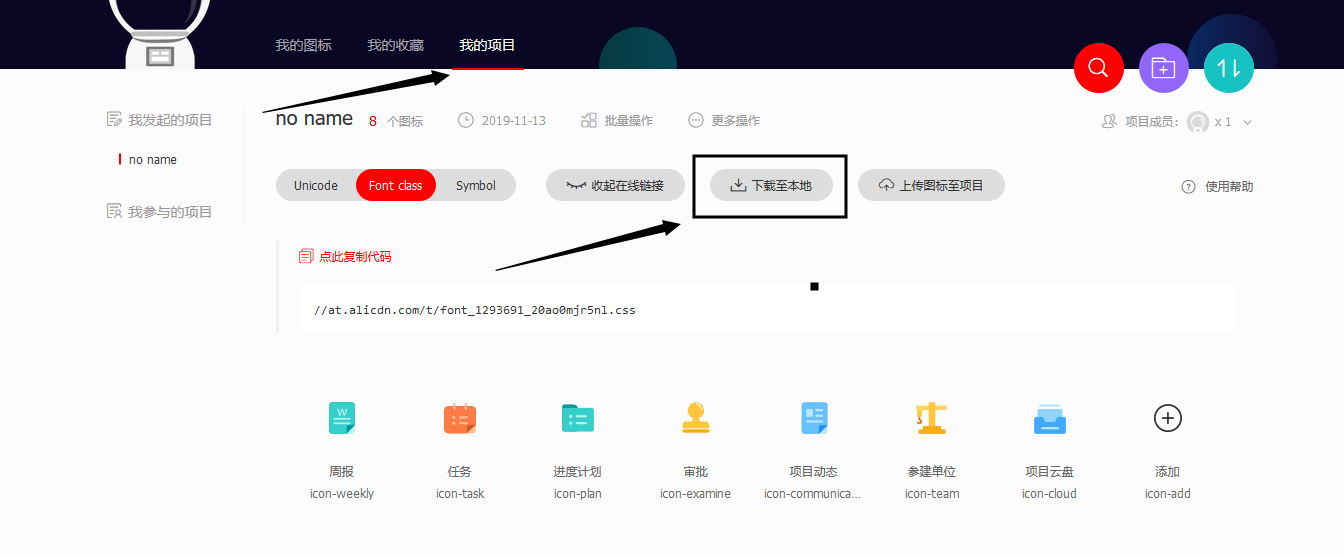 我的图标 我的收藏 我的项目
我发起的项目
no name
我参与的项目
no name 8 个图标 2019-11-13 批量操作 更多操作 项目成员: x 1
Unicode Font class Symbol 收起在线链接 下载至本地 上传图标至项目 使用帮助
点此复制代码
//at.alicdn.com/t/font_1293691_20ao0mjr5nl.css
W
周报 任务 进度计划 审批 项目动态 参建单位 项目云盘 添加
icon-weekly icon-task icon-plan icon-examine icon-communica... icon-team icon-cloud icon-add